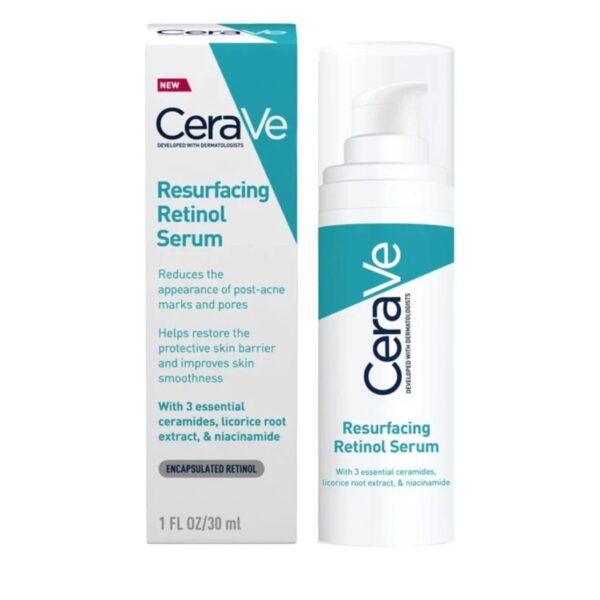 NEW
CeraVe
DEVELOPED WITH DERMATOLOGISTS
Resurfacing
Retinol
Serum
Reduces the
appearance of post-acne
marks and pores
Helps restore the
protective skin barrier
and improves skin
smoothness
With 3 essential
ceramides, licorice root
extract, & niacinamide
ENCAPSULATED RETINOL
1 FL OZ/30 ml
CeraVe
DEVELOPED WITH DERMATOLOGISTS
Resurfacing
Retinol Serum
With 3 essential ceramides,
licorice root extract, & niacinamide